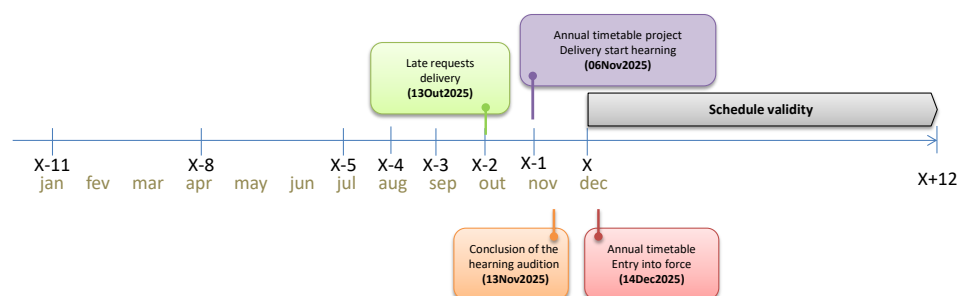 Annual timetable project
Delivery start hearning
(06Nov2025)
Late requests
delivery
(13Out2025)
Schedule validity
X-11 X-8 X-5 X-4 X-3 X-2 X-1 X
jan fev mar apr may jun jul aug sep out nov dec
X+12
Conclusion of the
hearning audition
(13Nov2025)
Annual timetable
Entry into force
(14Dec2025)